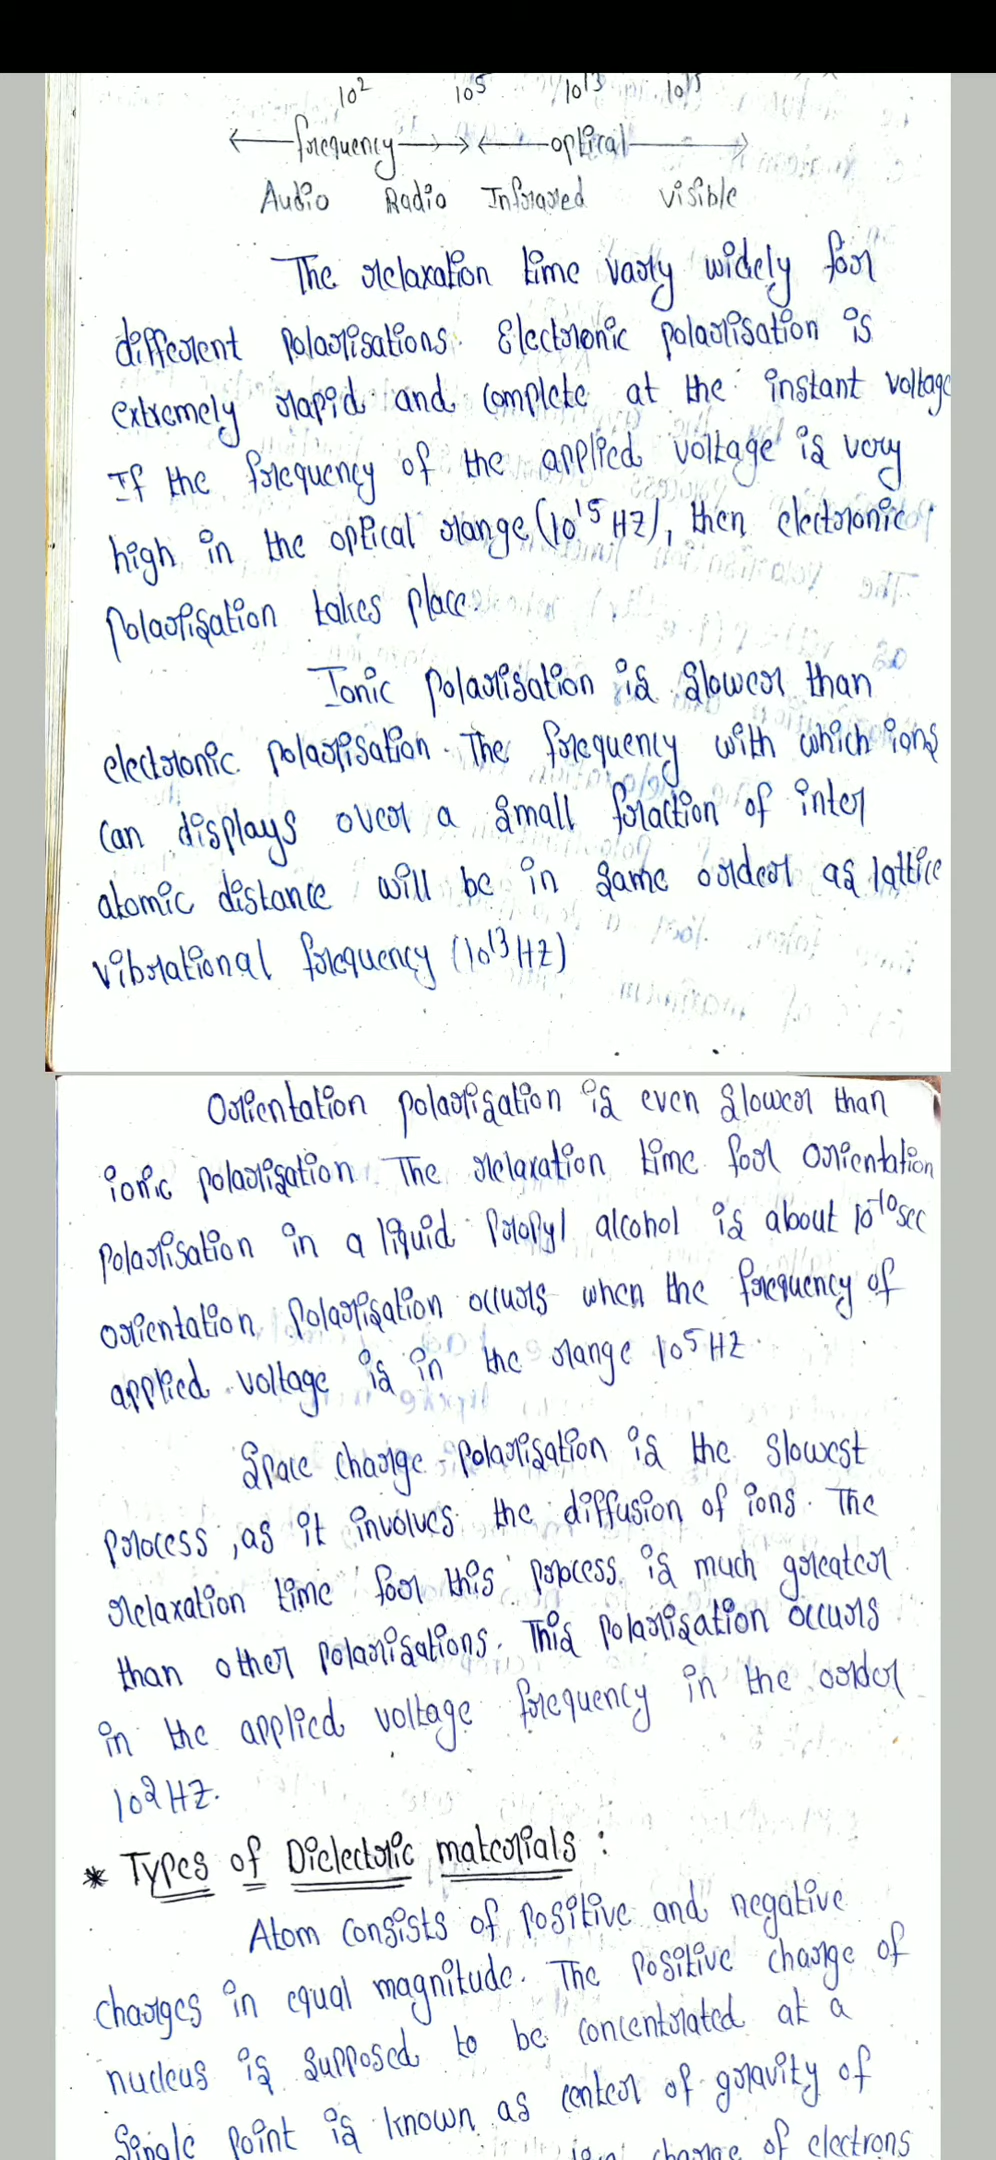 10² 10⁵ 10¹³ 10¹⁵
frequency optical
Audio Radio Infrared visible
The relaxation time vary widely for
different polarisations. Electronic polarisation is
extremely rapid and complete at the instant voltage
If the frequency of the applied voltage is very
high in the optical range (10¹⁵ HZ), then electronic
polarisation takes place.
Ionic polarisation is slower than
electronic polarisation. The frequency with which ions
can displays over a small fraction of inter
atomic distance will be in same order as lattice
vibrational frequency (10¹³ HZ)
Orientation polarisation is even slower than
ionic polarisation. The relaxation time for orientation
polarisation in a liquid propyl alcohol is about 10⁻¹⁰ sec
orientation polarisation occurs when the frequency of
applied voltage is in the range 10⁵ HZ.
Space charge-polarisation is the slowest
process, as it involves the diffusion of ions. The
relaxation time for this process is much greater
than other polarisations. This polarisation occurs
in the applied voltage frequency in the order
10² HZ.
* Types of Dielectric materials :
Atom consists of positive and negative
charges in equal magnitude. The positive charge of
nucleus is supposed to be concentrated at a
single point is known as center of gravity of
charge of electrons